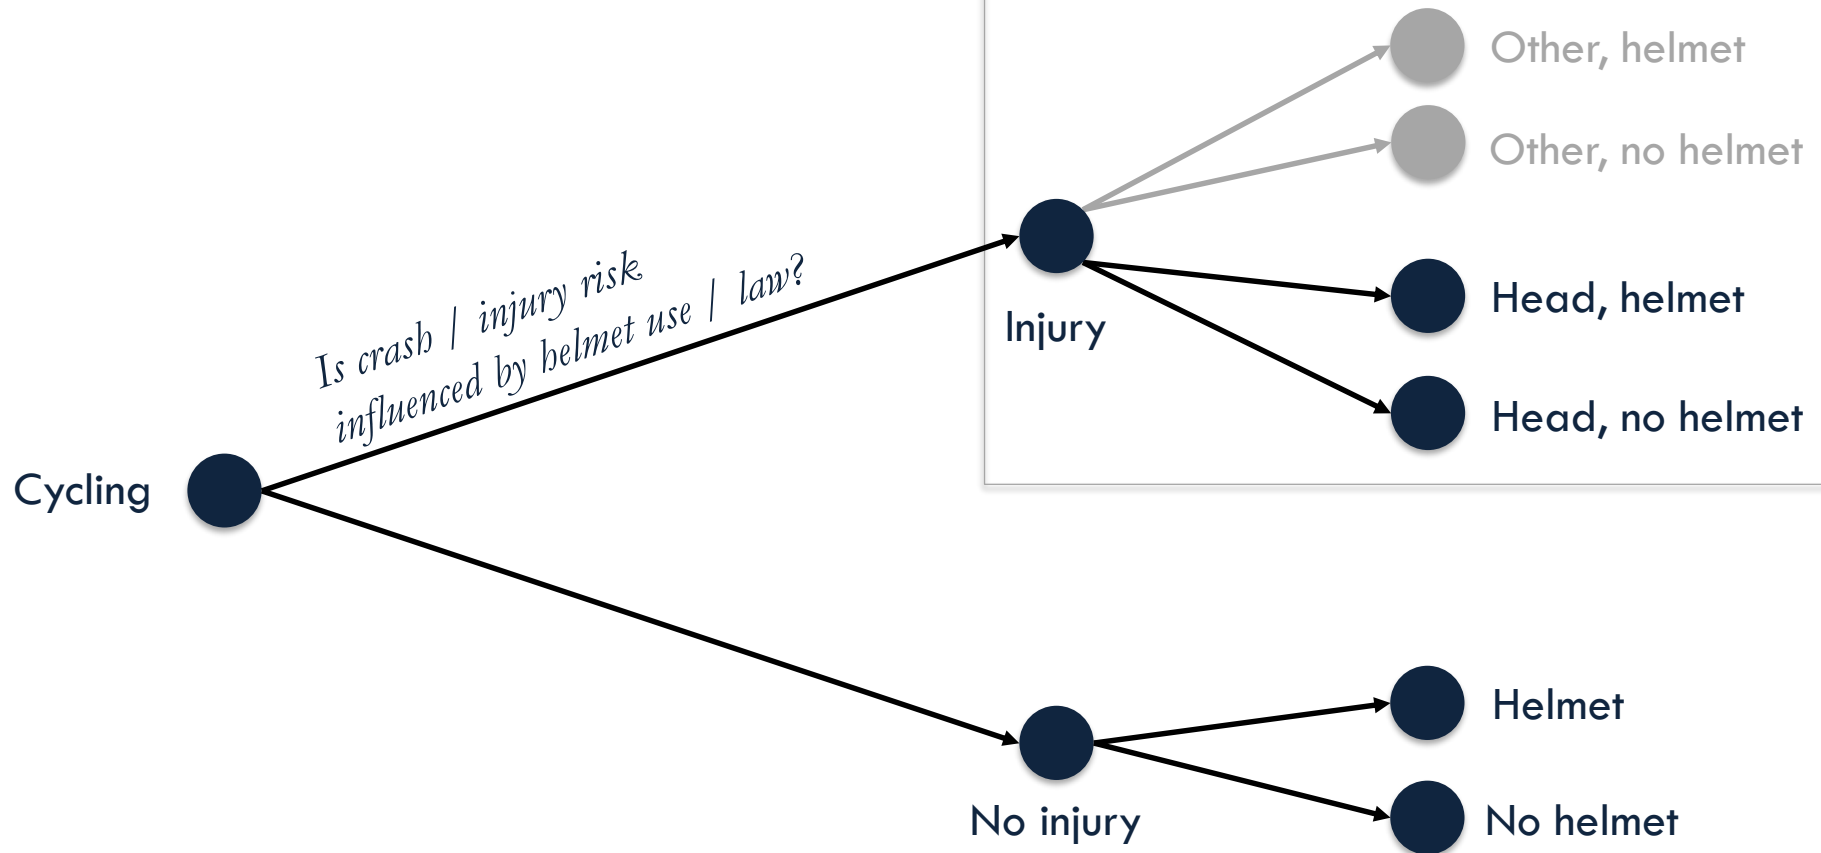 Other, helmet
Other, no helmet
Is crash / injury risk
influenced by helmet use / law?
Head, helmet
Injury
Head, no helmet
Cycling
Helmet
No injury
No helmet